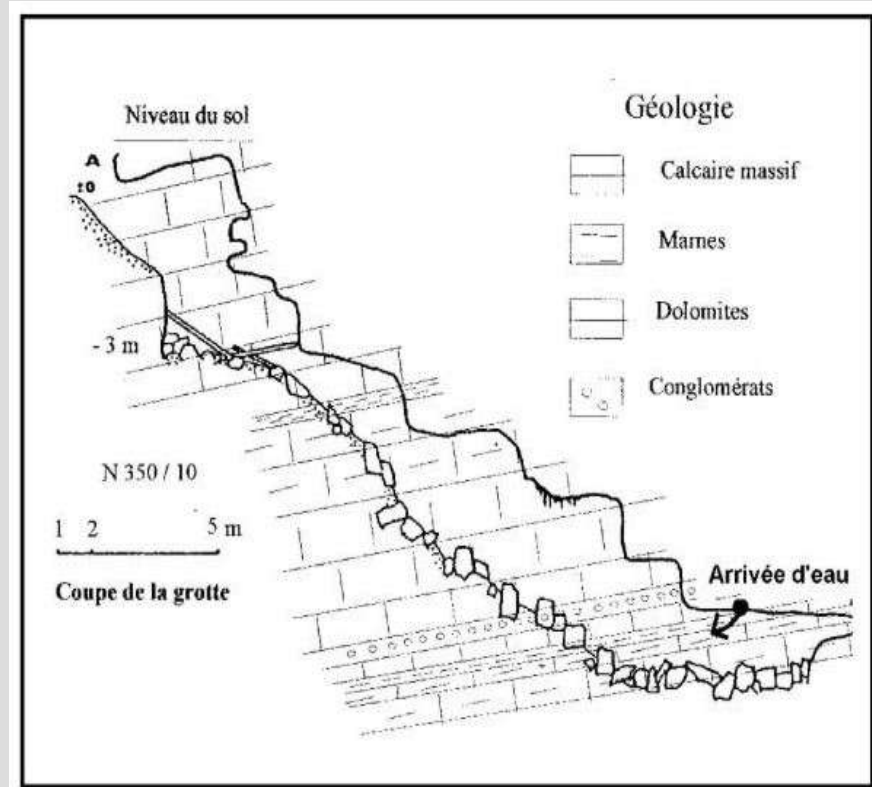 Niveau du sol
A
±0
- 3 m
N 350 / 10
1 2 5 m
Coupe de la grotte
Géologie
Calcaire massif
Marnes
Dolomites
Conglomérats
Arrivée d'eau